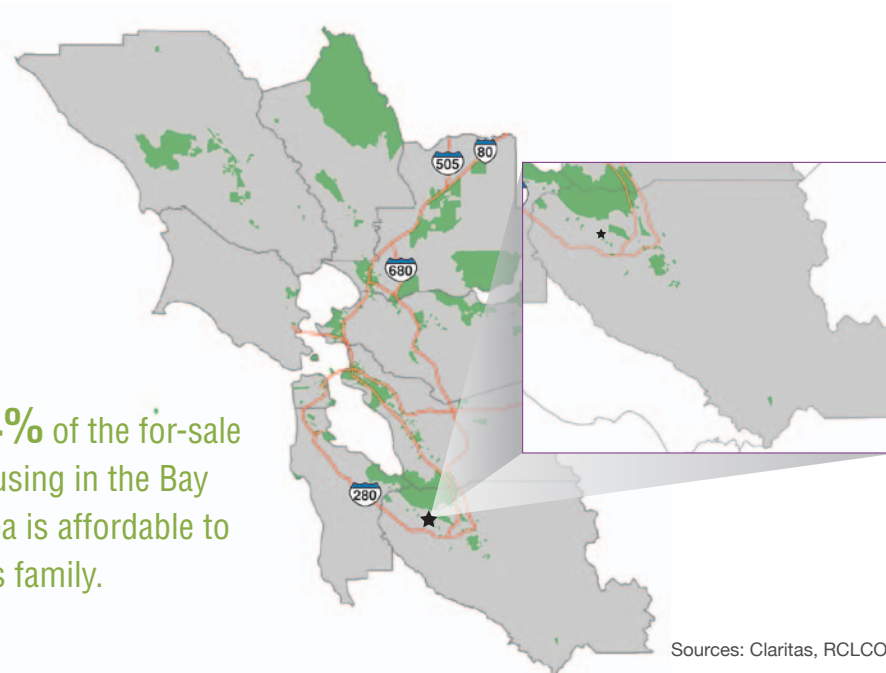 505
80
680
% of the for-sale
using in the Bay
is affordable to
family.
280
Sources: Claritas, RCLCO